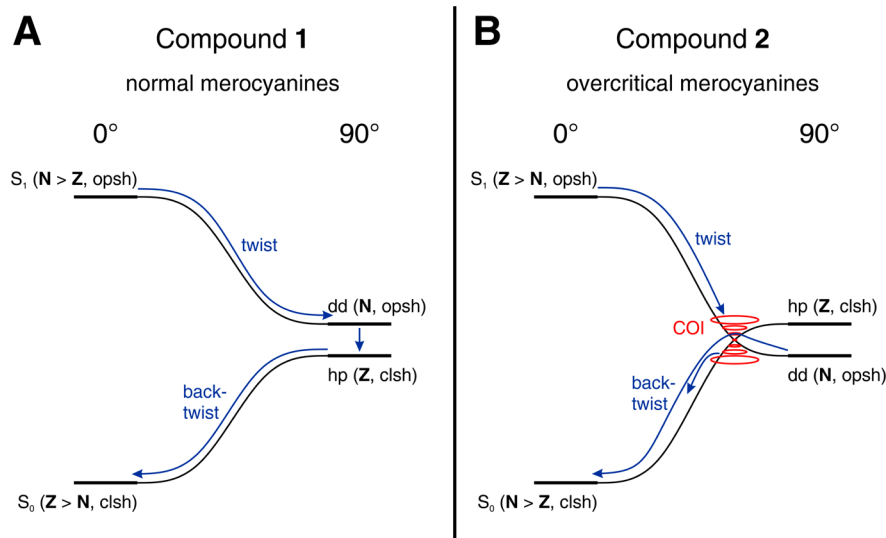 A
Compound 1
normal merocyanines
0°
90°
S₁ (N > Z, opsh)
twist
dd (N, opsh)
hp (Z, clsh)
back-
twist
S₀ (Z > N, clsh)
B
Compound 2
overcritical merocyanines
0°
90°
S₁ (Z > N, opsh)
twist
hp (Z, clsh)
COI
dd (N, opsh)
back-
twist
S₀ (N > Z, clsh)